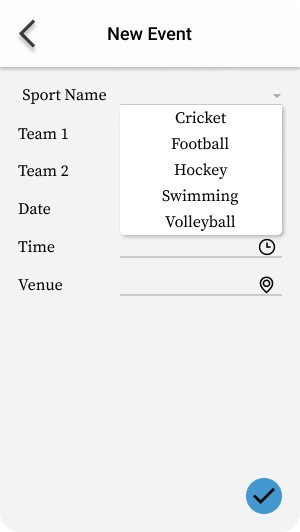 New Event
Sport Name
Cricket
Team 1
Football
Team 2
Hockey
Swimming
Date
Volleyball
Time
Venue